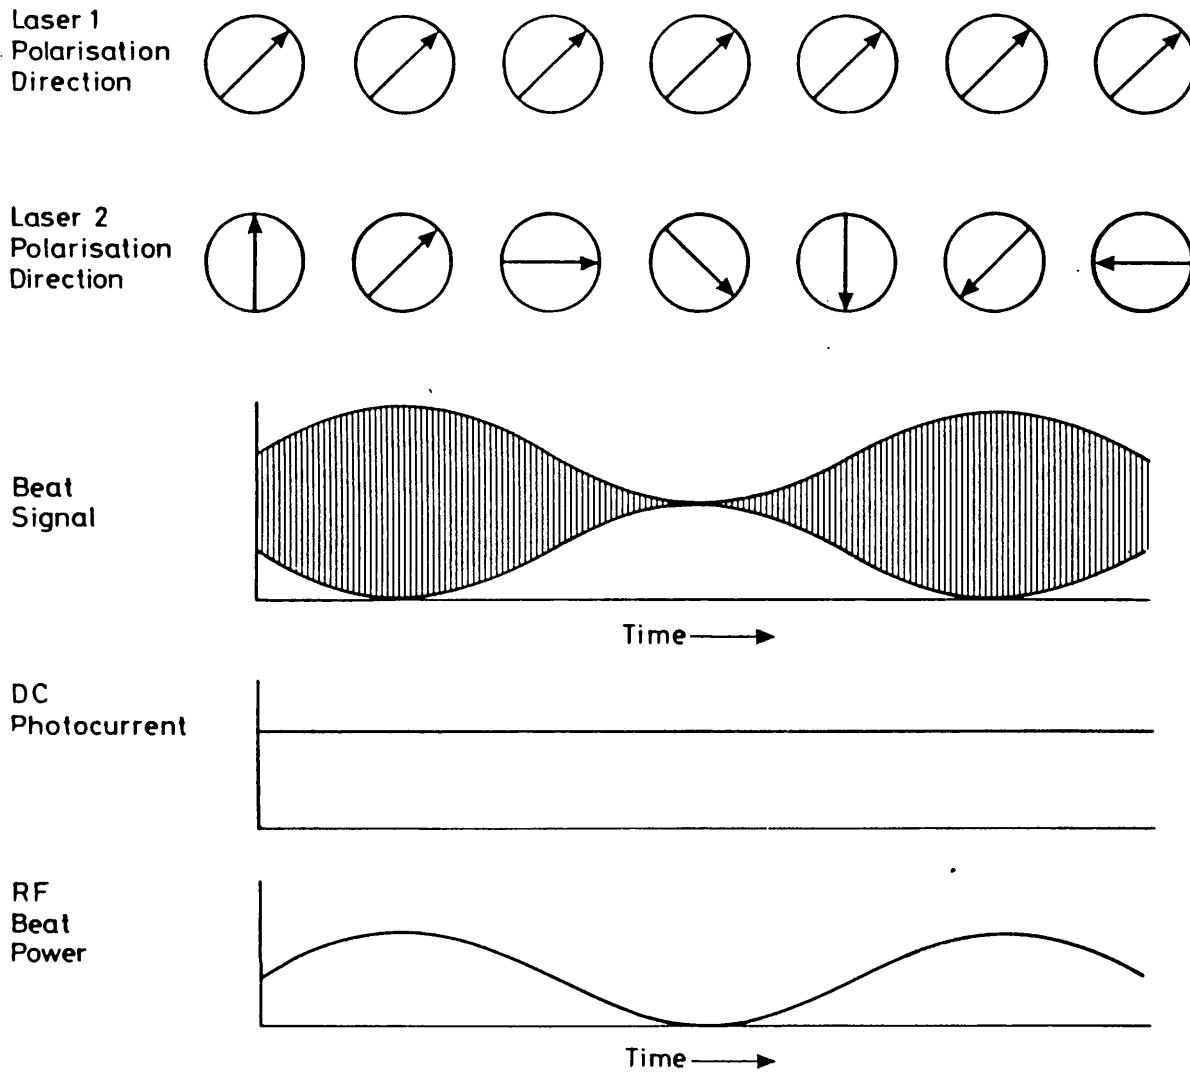 Laser 1
Polarisation
Direction
Laser 2
Polarisation
Direction
Beat
Signal
Time
DC
Photocurrent
RF
Beat
Power
Time